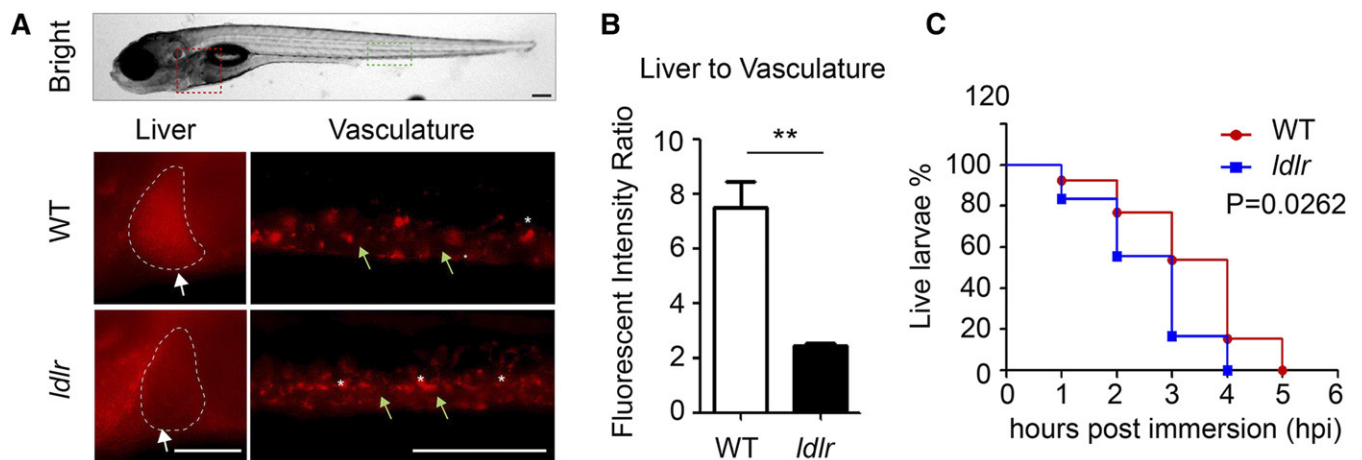 A
Bright
Liver
Vasculature
WT
ldlr
B
Liver to Vasculature
Fluorescent Intensity Ratio
10
8
6
4
2
0
**
WT
ldlr
C
120
Live larvae %
100
80
60
40
20
0
WT
ldlr
P=0.0262
0 1 2 3 4 5 6
hours post immersion (hpi)